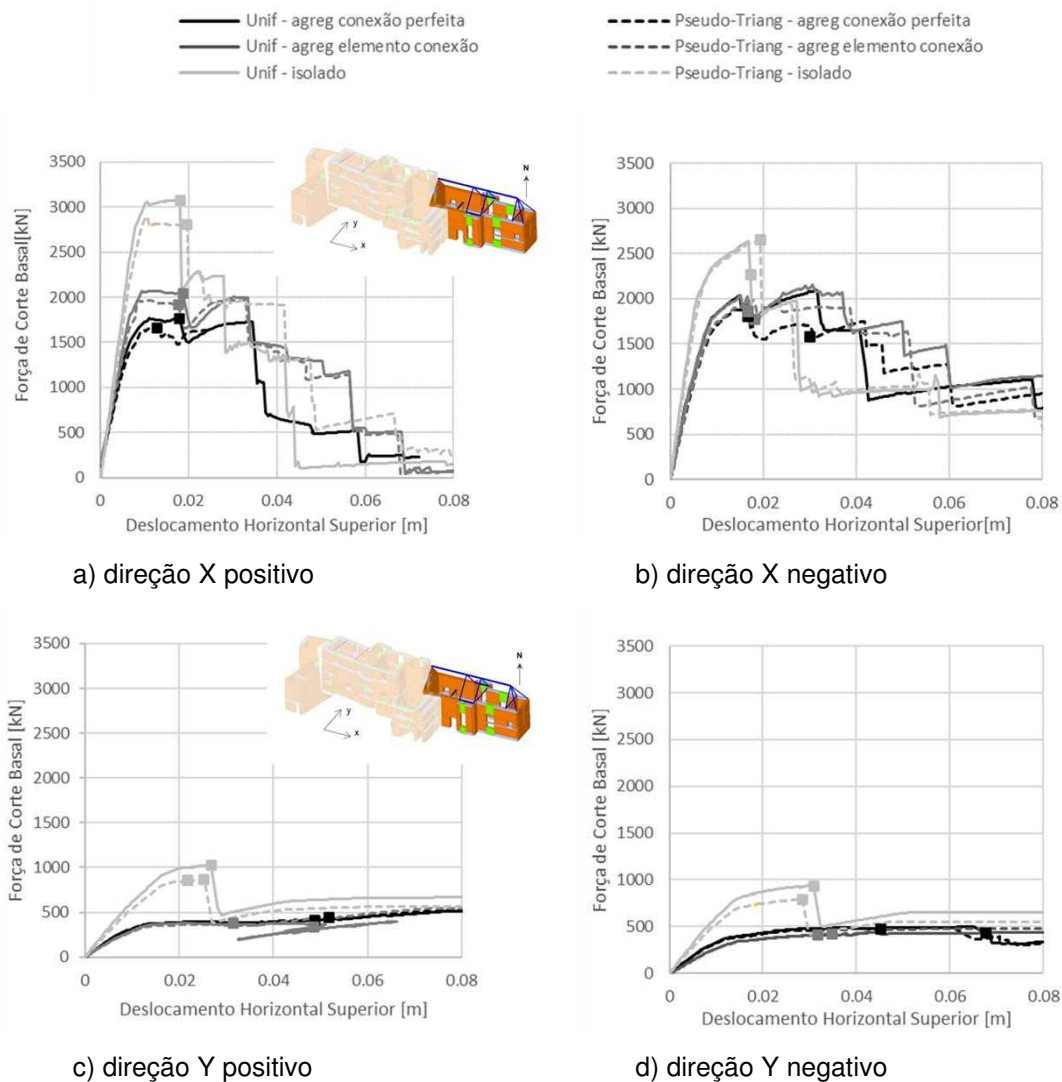 Unif - agreg conexão perfeita
Pseudo-Triang - agreg conexão perfeita
Unif - agreg elemento conexão
Pseudo-Triang - agreg elemento conexão
Unif - isolado
Pseudo-Triang - isolado
Força de Corte Basal[kN]
3500
3000
2500
2000
1500
1000
500
0
N
y
x
0 0.02 0.04 0.06 0.08
Deslocamento Horizontal Superior [m]
a) direção X positivo
Força de Corte Basal [kN]
3500
3000
2500
2000
1500
1000
500
0
0 0.02 0.04 0.06 0.08
Deslocamento Horizontal Superior[m]
b) direção X negativo
Força de Corte Basal [kN]
3500
3000
2500
2000
1500
1000
500
0
N
y
x
0 0.02 0.04 0.06 0.08
Deslocamento Horizontal Superior [m]
c) direção Y positivo
Força de Corte Basal [kN]
3500
3000
2500
2000
1500
1000
500
0
0 0.02 0.04 0.06 0.08
Deslocamento Horizontal Superior [m]
d) direção Y negativo